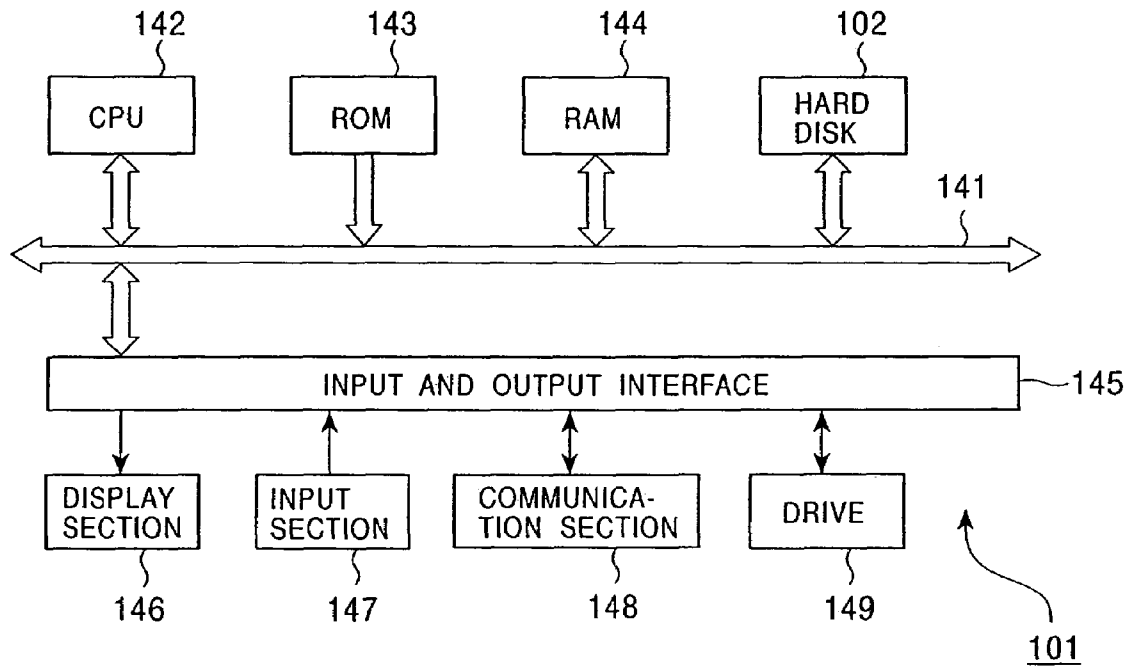 142
143
144
102
CPU
ROM
RAM
HARD
DISK
141
INPUT AND OUTPUT INTERFACE
145
DISPLAY
SECTION
INPUT
SECTION
COMMUNICA-
TION SECTION
DRIVE
146
147
148
149
101